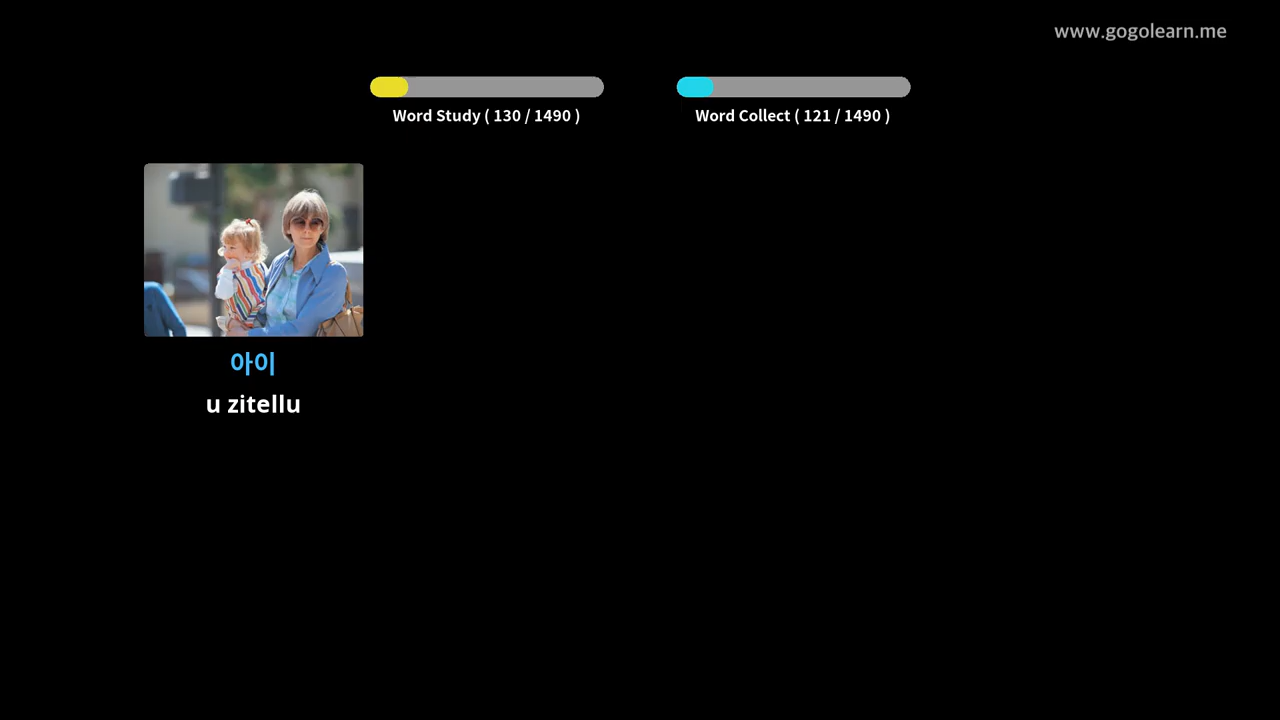 www.gogolearn.me
Word Study ( 130 / 1490 )
Word Collect ( 121 / 1490 )
아이
u zitellu